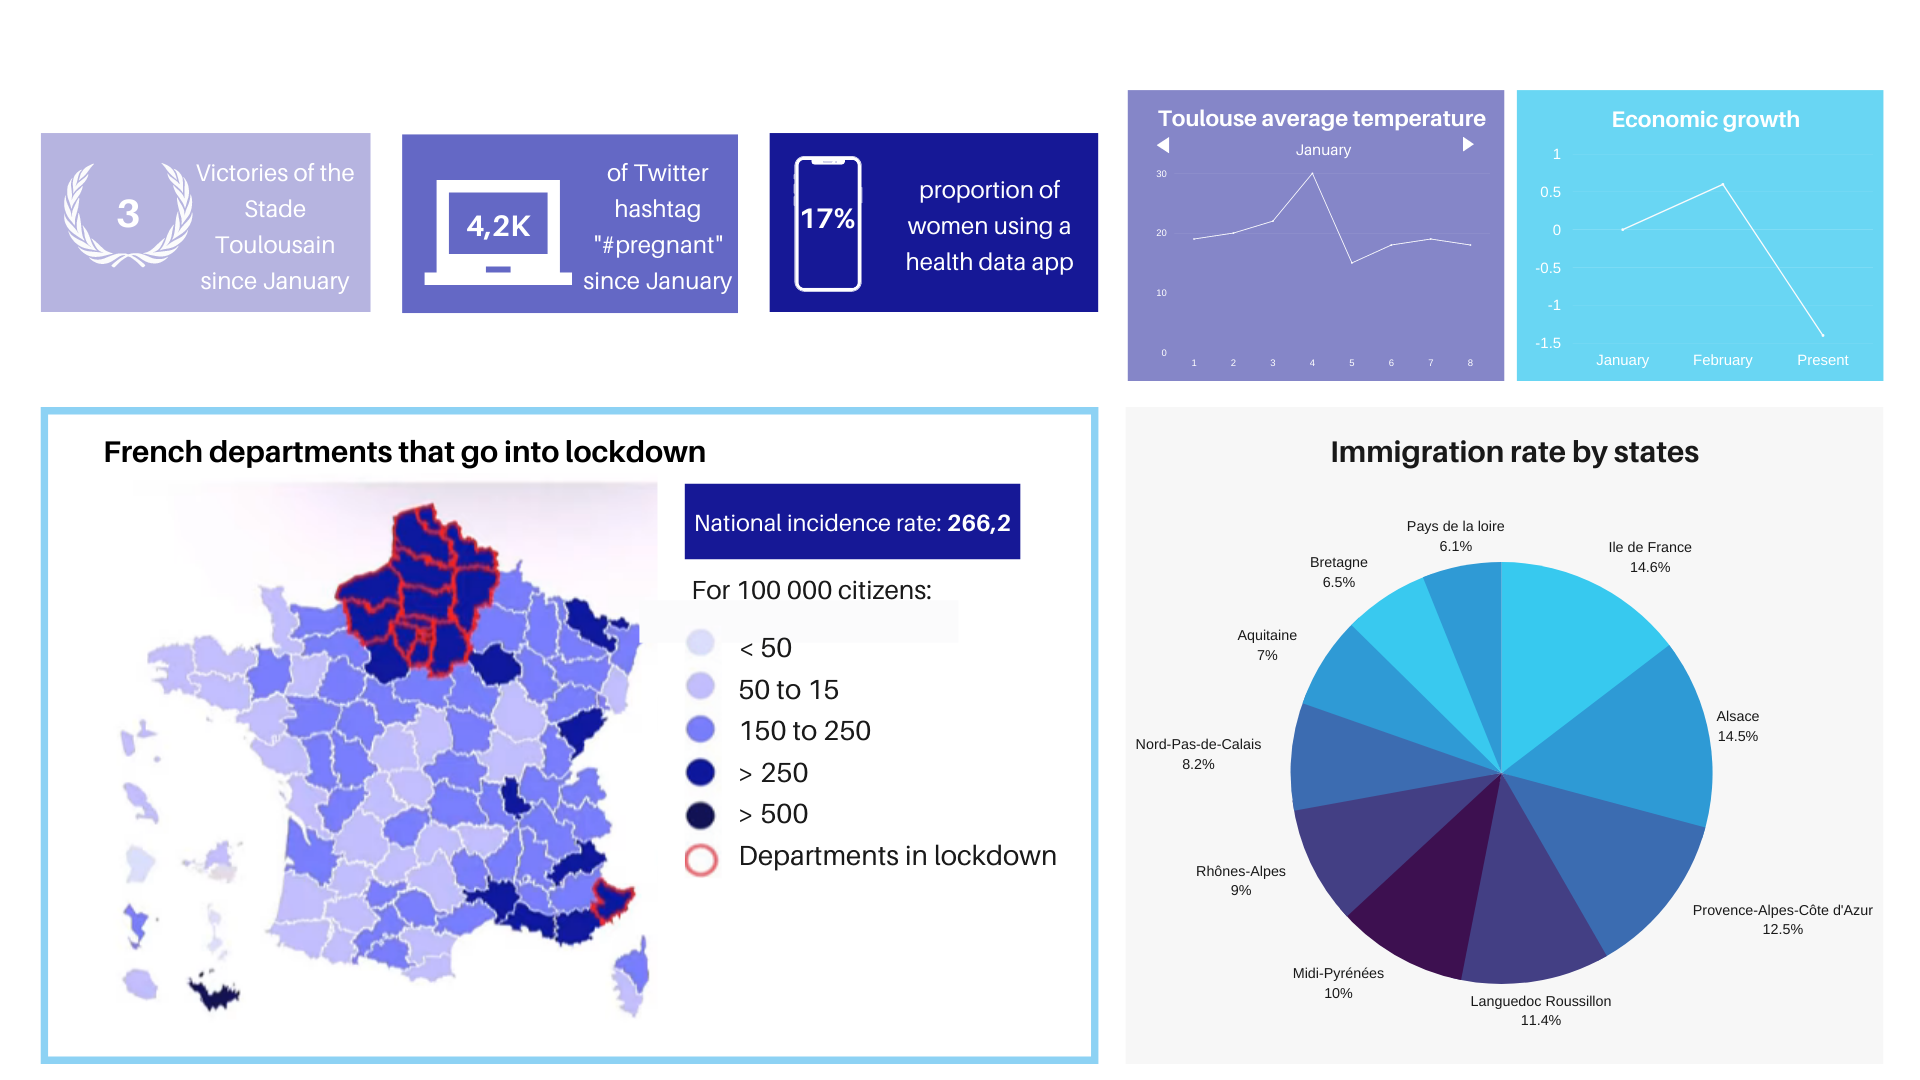 3
Victories of the
Stade
Toulousain
since January
4,2K
of Twitter
hashtag
"#pregnant"
since January
17%
proportion of
women using a
health data app
Toulouse average temperature
January
30
20
10
0
1 2 3 4 5 6 7 8
Economic growth
1
0.5
0
-0.5
-1
-1.5
January February Present
French departments that go into lockdown
National incidence rate: 266,2
For 100 000 citizens:
< 50
50 to 15
150 to 250
> 250
> 500
Departments in lockdown
Immigration rate by states
Pays de la loire
6.1%
Ile de France
14.6%
Bretagne
6.5%
Aquitaine
7%
Alsace
14.5%
Nord-Pas-de-Calais
8.2%
Rhônes-Alpes
9%
Provence-Alpes-Côte d'Azur
12.5%
Midi-Pyrénées
10%
Languedoc Roussillon
11.4%